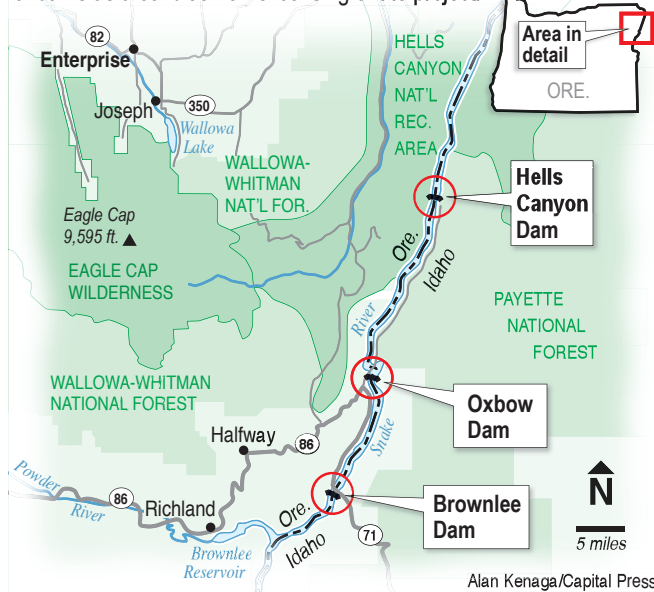 82
Enterprise
Joseph
350
Wallowa
Lake
HELLS
CANYON
NAT'L
REC.
AREA
Area in
detail
ORE.
WALLOWA-
WHITMAN
NAT'L FOR.
Hells
Canyon
Dam
Eagle Cap
9,595 ft.
EAGLE CAP
WILDERNESS
Ore.
Idaho
River
PAYETTE
NATIONAL
FOREST
WALLOWA-WHITMAN
NATIONAL FOREST
Oxbow
Dam
Halfway
86
Snake
Powder
River
86
Richland
Ore.
Idaho
Brownlee
Dam
71
Brownlee
Reservoir
N
5 miles
Alan Kenaga/Capital Press